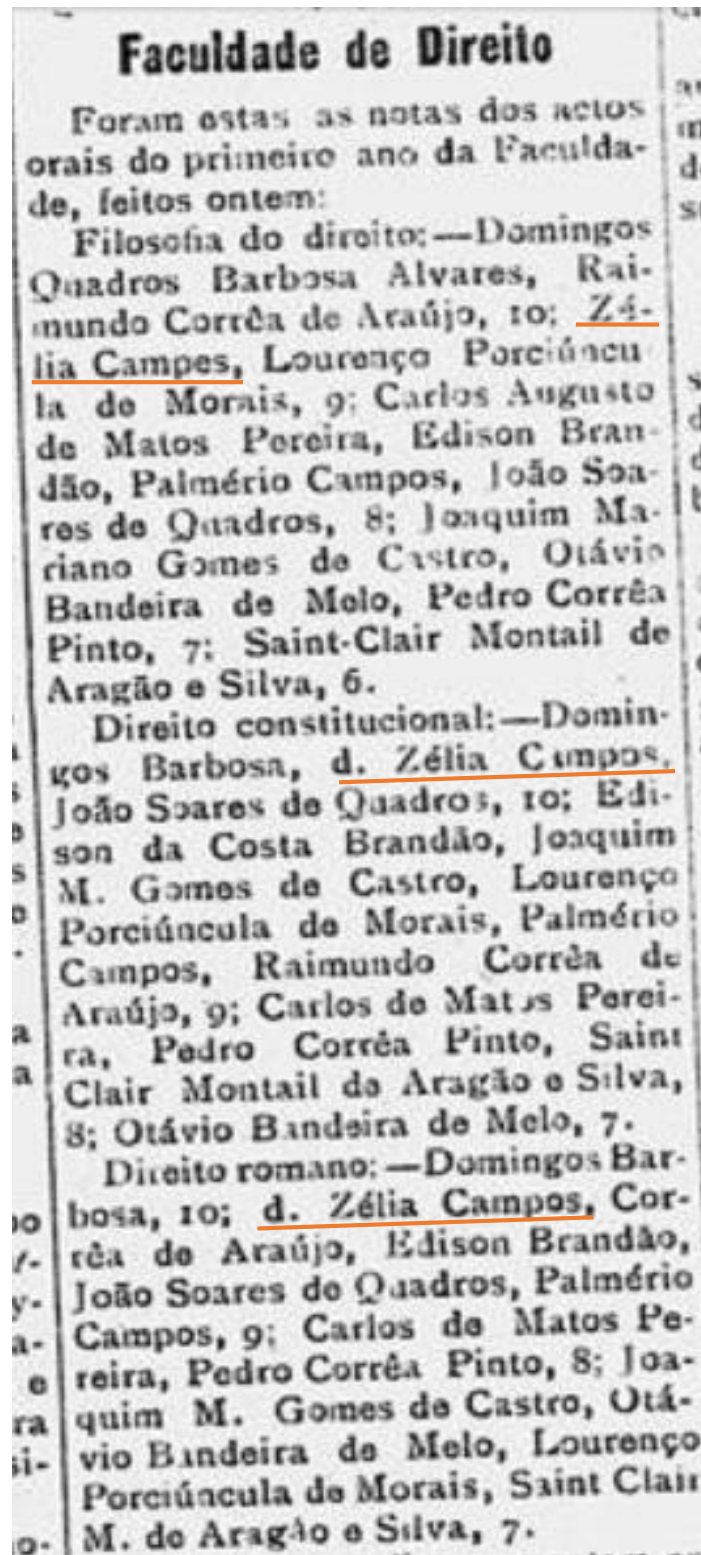 Faculdade de Direito
Foram estas as notas dos actos
orais do primeiro ano da Faculda-
de, feitos ontem:
Filosofia do direito:—Domingos
Quadros Barbosa Alvares, Rai-
mundo Corrêa de Araújo, 10; Zé-
lia Campes, Lourenço Porciúncu
la de Morais, 9; Carlos Augusto
de Matos Pereira, Edison Bran-
dão, Palmério Campos, João Soa-
res de Quadros, 8; Joaquim Ma-
riano Gomes de Castro, Otávio
Bandeira de Melo, Pedro Corrêa
Pinto, 7; Saint-Clair Montail de
Aragão e Silva, 6.
Direito constitucional:—Domin-
gos Barbosa, d. Zélia Campos,
João Soares de Quadros, 10; Edi-
son da Costa Brandão, Joaquim
M. Gomes de Castro, Lourenço
Porciúncula de Morais, Palmério
Campos, Raimundo Corrêa de
Araújo, 9; Carlos de Matos Perei-
ra, Pedro Corrêa Pinto, Saint
Clair Montail de Aragão e Silva,
8; Otávio Bandeira de Melo, 7.
Direito romano:—Domingos Bar-
bosa, 10; d. Zélia Campos, Cor-
rêa de Araújo, Edison Brandão,
João Soares de Quadros, Palmério
Campos, 9; Carlos de Matos Pe-
reira, Pedro Corrêa Pinto, 8; Joa-
quim M. Gomes de Castro, Otá-
vio Bandeira de Melo, Lourenço
Porciúncula de Morais, Saint Clair
M. de Aragão e Silva, 7.